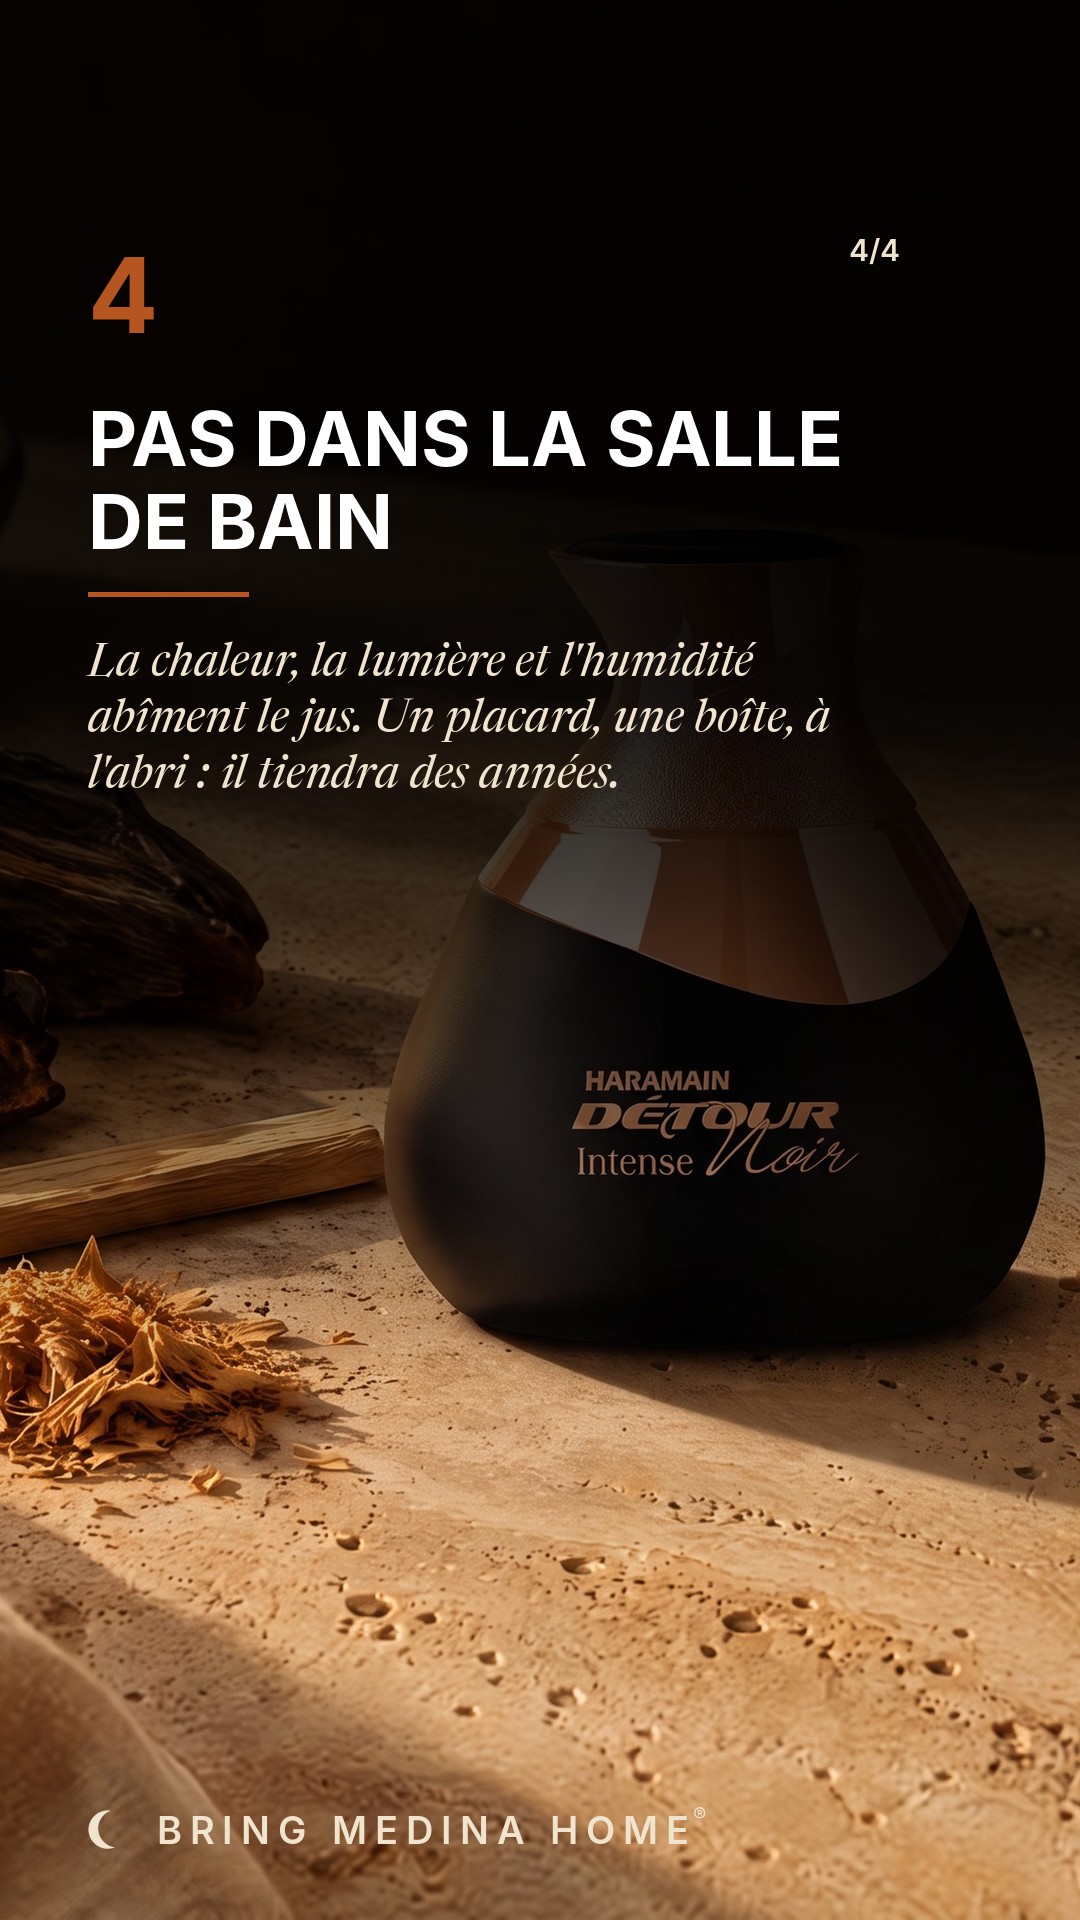 4/4
4
PAS DANS LA SALLE
DE BAIN
La chaleur, la lumière et l'humidité
abîment le jus. Un placard, une boîte, à
l'abri : il tiendra des années.
HARAMAIN
DÉTOUR
Intense Noir
BRING MEDINA HOME®